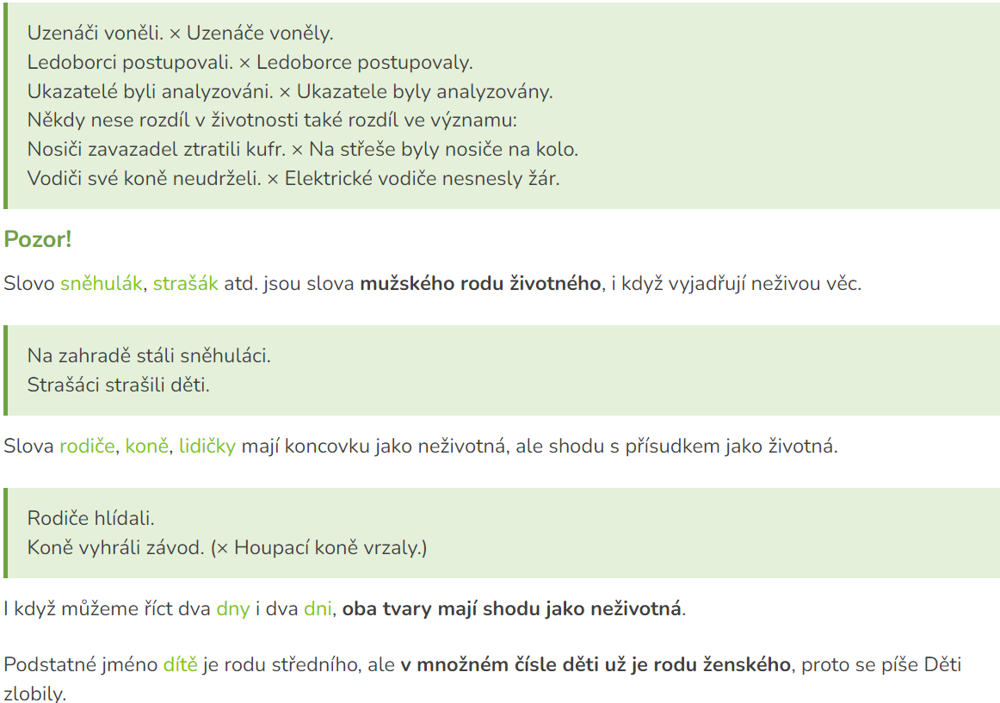 Uzenáči voněli. × Uzenáče voněly.
Ledoborci postupovali. × Ledoborce postupovaly.
Ukazatelé byli analyzováni. × Ukazatele byly analyzovány.
Někdy nese rozdíl v životnosti také rozdíl ve významu:
Nosiči zavazadel ztratili kufr. × Na střeše byly nosiče na kolo.
Vodiči své koně neudrželi. × Elektrické vodiče nesnesly žár.
Pozor!
Slovo sněhulák, strašák atd. jsou slova mužského rodu životného, i když vyjadřují neživou věc.
Na zahradě stáli sněhuláci.
Strašáci strašili děti.
Slova rodiče, koně, lidičky mají koncovku jako neživotná, ale shodu s přísudkem jako životná.
Rodiče hlídali.
Koně vyhráli závod. (× Houpací koně vrzaly.)
I když můžeme říct dva dny i dva dni, oba tvary mají shodu jako neživotná.
Podstatné jméno dítě je rodu středního, ale v množném čísle děti už je rodu ženského, proto se píše Děti
zlobily.